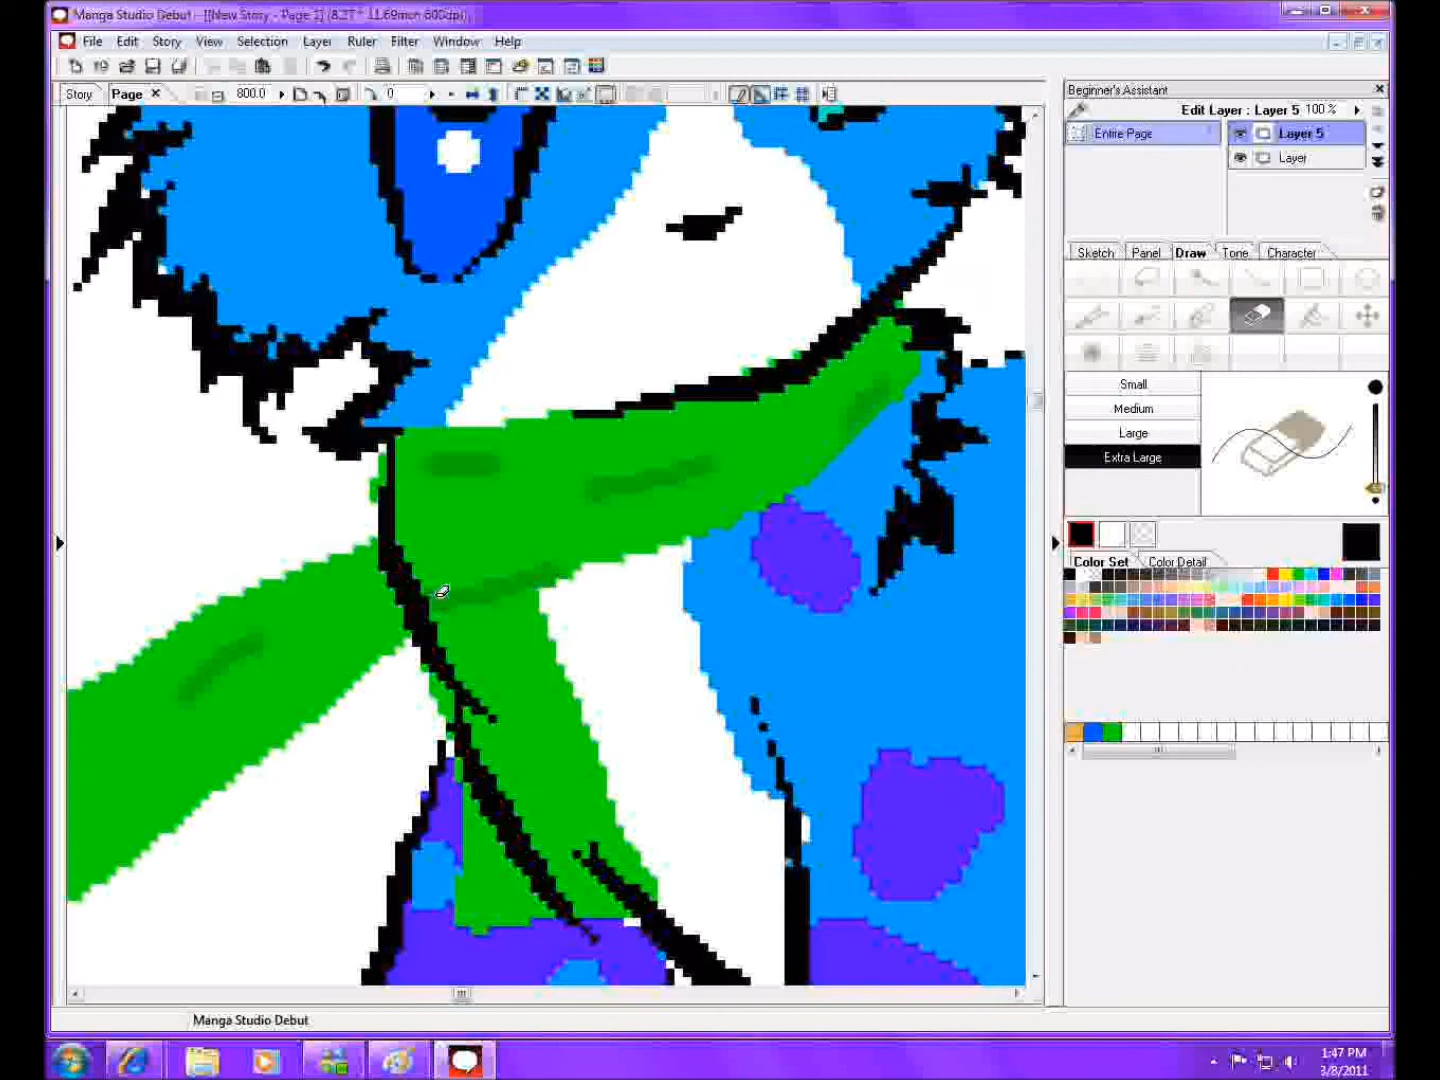 Manga Studio Debut - [[New Story - Page 1] (8.27 * 11.69inch 600dpi)]
File Edit Story View Selection Layer Ruler Filter Window Help
Story Page 800.0 0
Beginner's Assistant
Edit Layer : Layer 5 100 %
Entire Page Layer 5
Layer
Sketch Panel Draw Tone Character
Small
Medium
Large
Extra Large
Color Set Color Detail
Manga Studio Debut
1:47 PM
3/8/2011